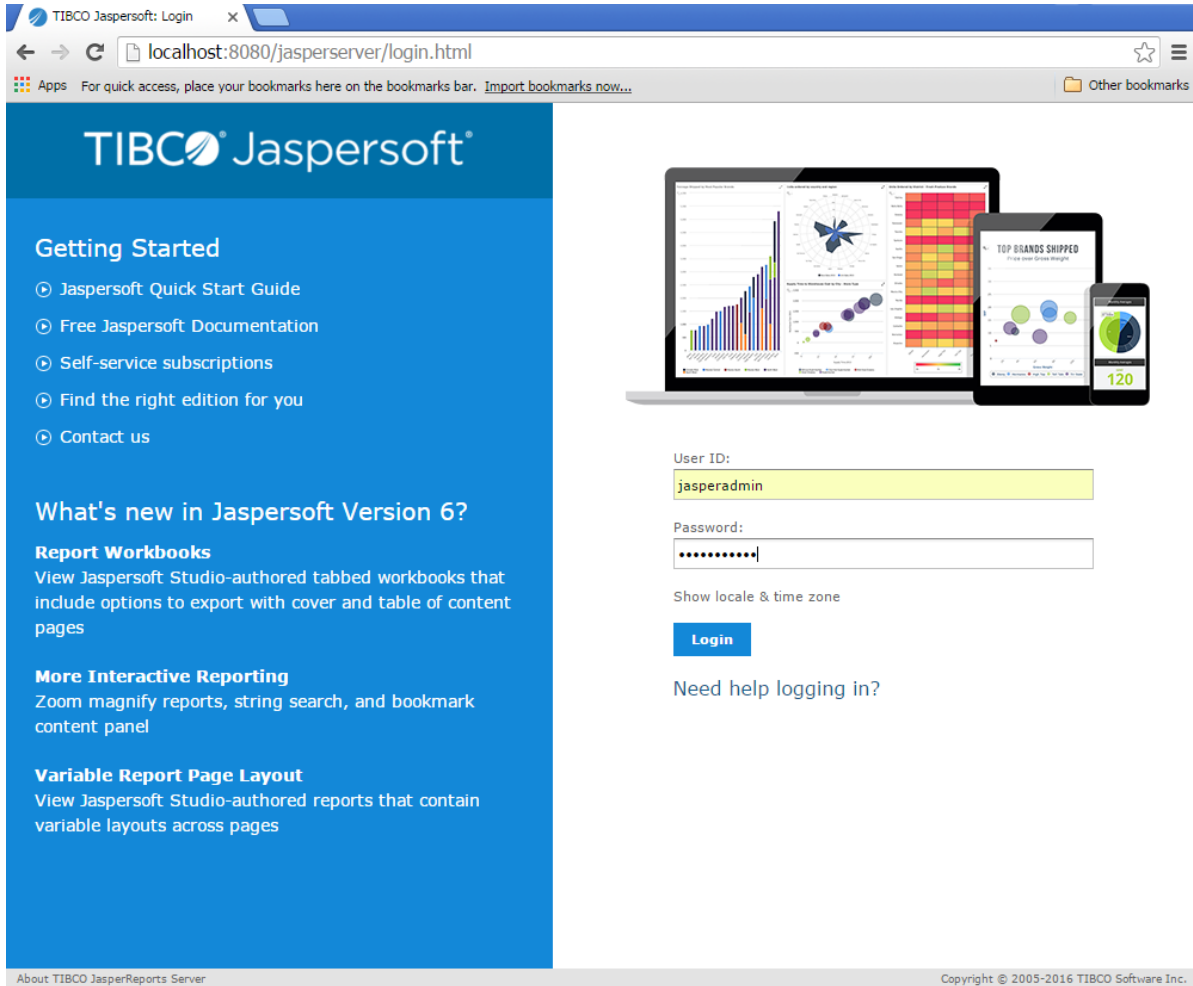 TIBCO Jaspersoft: Login
localhost:8080/jasperserver/login.html
Apps For quick access, place your bookmarks here on the bookmarks bar. Import bookmarks now... Other bookmarks
TIBCO® Jaspersoft®
Getting Started
Jaspersoft Quick Start Guide
Free Jaspersoft Documentation
Self-service subscriptions
Find the right edition for you
Contact us
What's new in Jaspersoft Version 6?
Report Workbooks
View Jaspersoft Studio-authored tabbed workbooks that
include options to export with cover and table of content
pages
More Interactive Reporting
Zoom magnify reports, string search, and bookmark
content panel
Variable Report Page Layout
View Jaspersoft Studio-authored reports that contain
variable layouts across pages
TOP BRANDS SHIPPED
Price over Gross Weight
120
User ID:
jasperadmin
Password:
•••••••••••
Show locale & time zone
Login
Need help logging in?
About TIBCO JasperReports Server
Copyright © 2005-2016 TIBCO Software Inc.